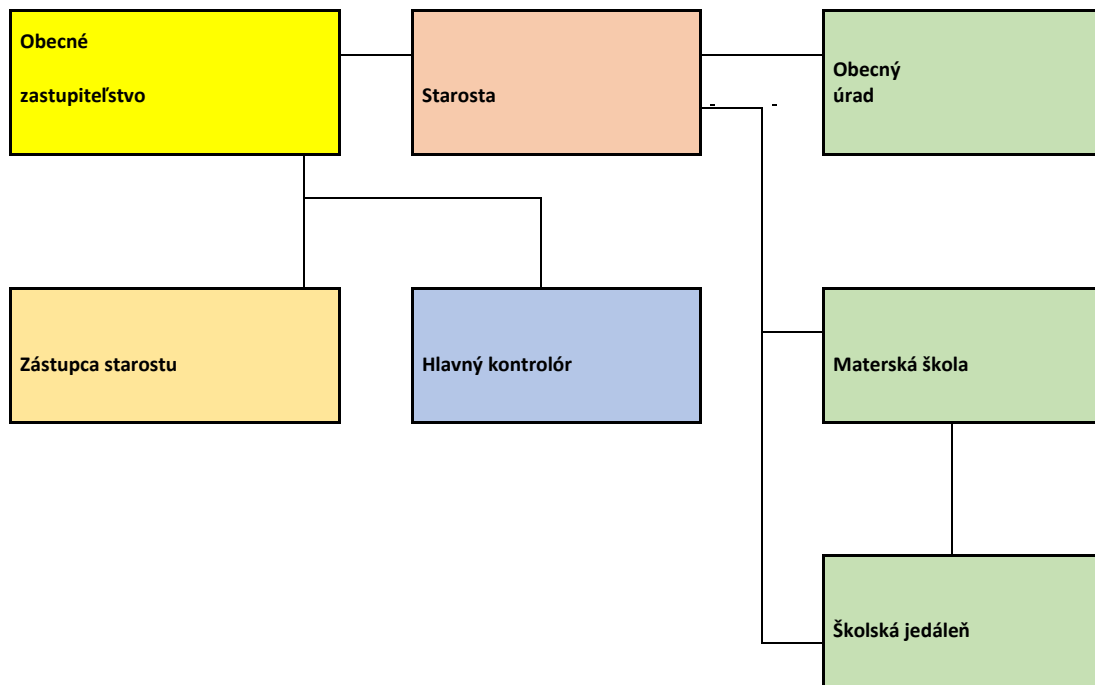 Obecné
zastupiteľstvo
Starosta
Obecný
úrad
- -
Zástupca starostu
Hlavný kontrolór
Materská škola
Školská jedáleň